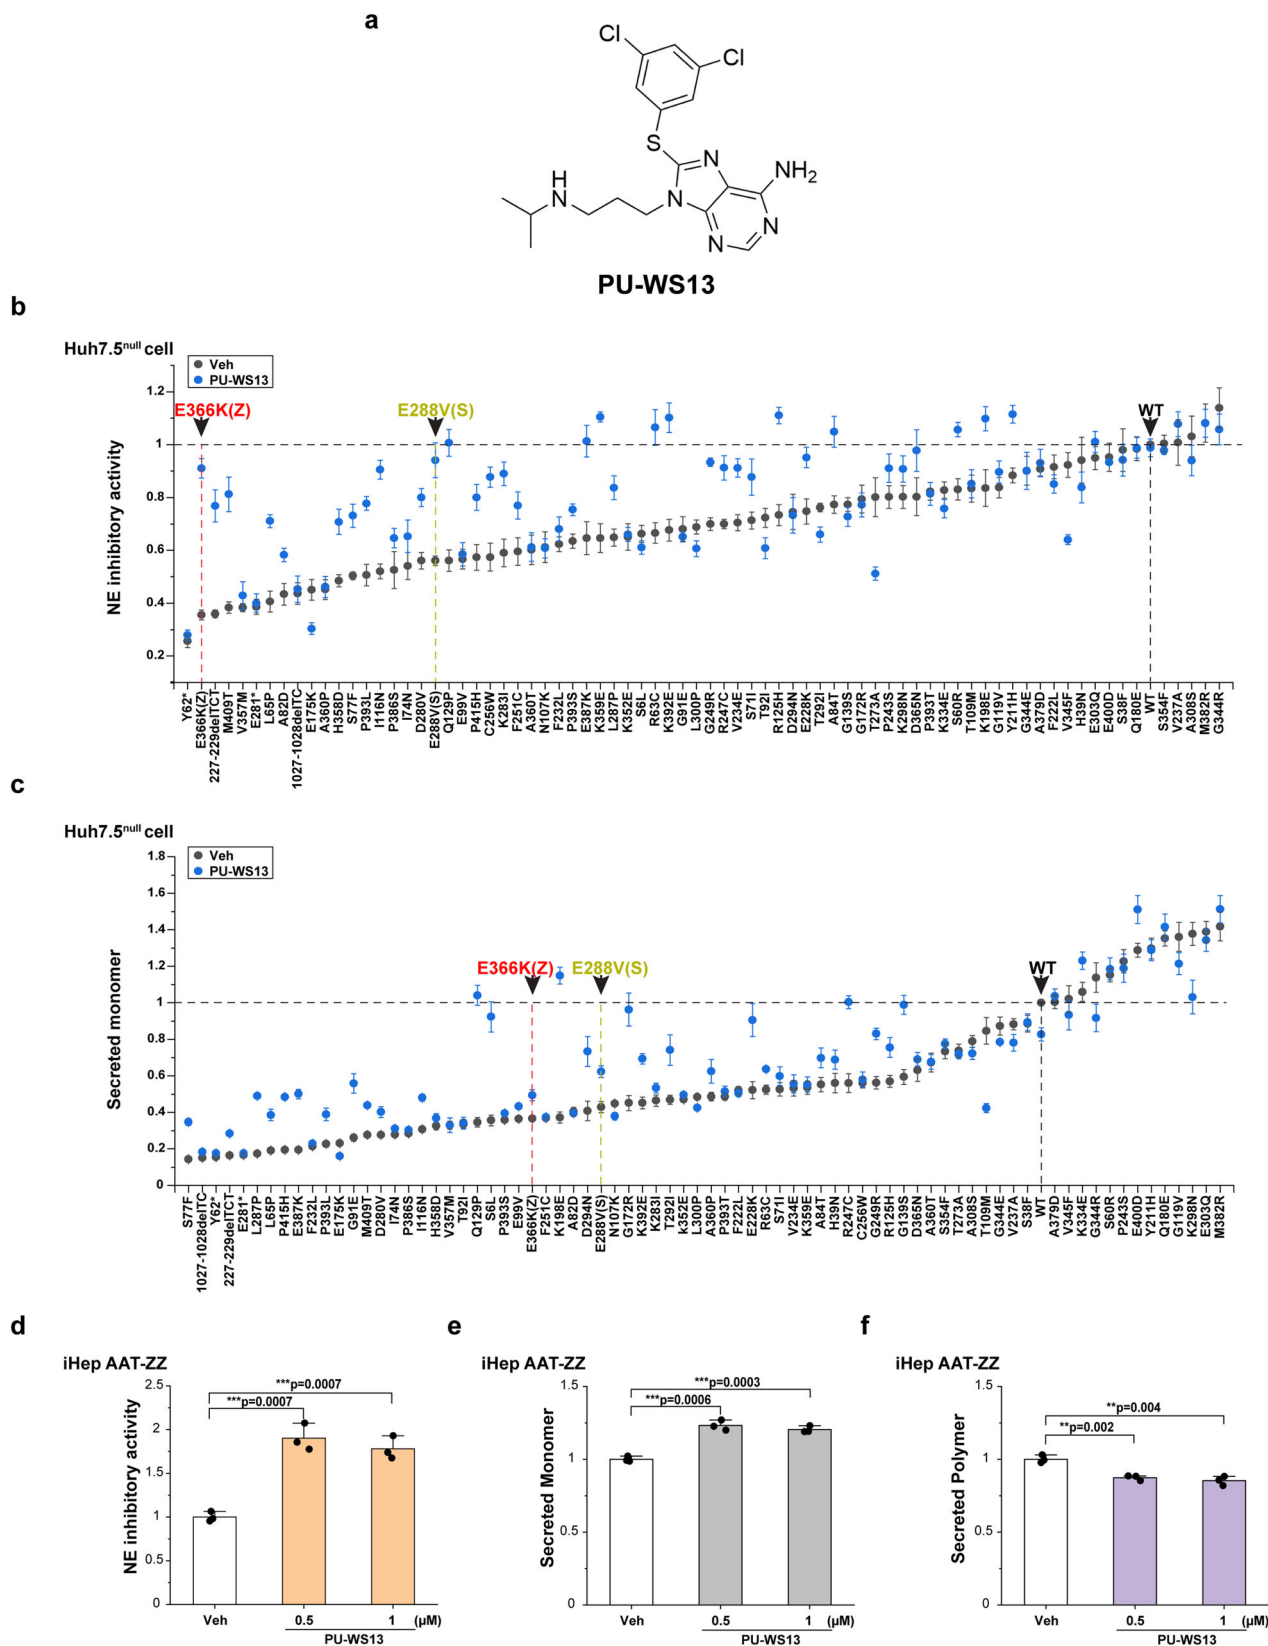 a
Cl
Cl
S
N
NH2
H
N
N
N
N
PU-WS13
b
Huh7.5null cell
Veh
PU-WS13
E366K(Z)
E288V(S)
WT
NE inhibitory activity
1.2
1
0.8
0.6
0.4
0.2
Y62*
E366K(Z)
227-229delTCT
M409T
V357M
E281*
L65P
A82D
1027-1028delTC
E175K
A360P
H358D
S77F
P393L
I116N
P386S
I74N
D280V
E288V(S)
Q129P
E99V
P415H
C256W
K283I
F251C
A360T
N107K
F232L
P393S
E387K
K359E
L287P
K352E
S6L
R63C
K392E
G91E
L300P
G249R
R247C
V234E
S71I
T92I
R125H
D294N
E228K
T292I
A84T
G139S
G172R
T273A
P243S
K298N
D365N
P393T
K334E
S60R
T109M
K198E
G119V
Y211H
G344E
A379D
F222L
V345F
H39N
E303Q
E400D
S38F
Q180E
WT
S354F
V237A
A308S
M382R
G344R
c
Huh7.5null cell
Veh
PU-WS13
E366K(Z)
E288V(S)
WT
Secreted monomer
1.8
1.6
1.4
1.2
1
0.8
0.6
0.4
0.2
0
S77F
1027-1028delTC
Y62*
227-229delTCT
E281*
L287P
L65P
P415H
E387K
F232L
P393L
E175K
G91E
M409T
D280V
I74N
P386S
I116N
H358D
V357M
T92I
Q129P
S6L
P393S
E99V
E366K(Z)
F251C
K198E
A82D
D294N
E288V(S)
N107K
G172R
K392E
K283I
T292I
k352E
L300P
A360P
P393T
F222L
E228K
R63C
S71I
V234E
K359E
A84T
H39N
R247C
C256W
G249R
R125H
G139S
D365N
A360T
S354F
T273A
A308S
T109M
G344E
V237A
S38F
WT
A379D
V345F
K334E
G344R
S60R
P243S
E400D
Y211H
Q180E
G119V
K298N
E303Q
M382R
d
iHep AAT-ZZ
NE inhibitory activity
2.5
2
1.5
1
0.5
0
***p=0.0007
***p=0.0007
Veh
0.5
1
(μM)
PU-WS13
e
iHep AAT-ZZ
Secreted Monomer
1.5
1
0.5
0
***p=0.0003
***p=0.0006
Veh
0.5
1
(μM)
PU-WS13
f
iHep AAT-ZZ
Secreted Polymer
1.5
1
0.5
0
**p=0.004
**p=0.002
Veh
0.5
1
(μM)
PU-WS13